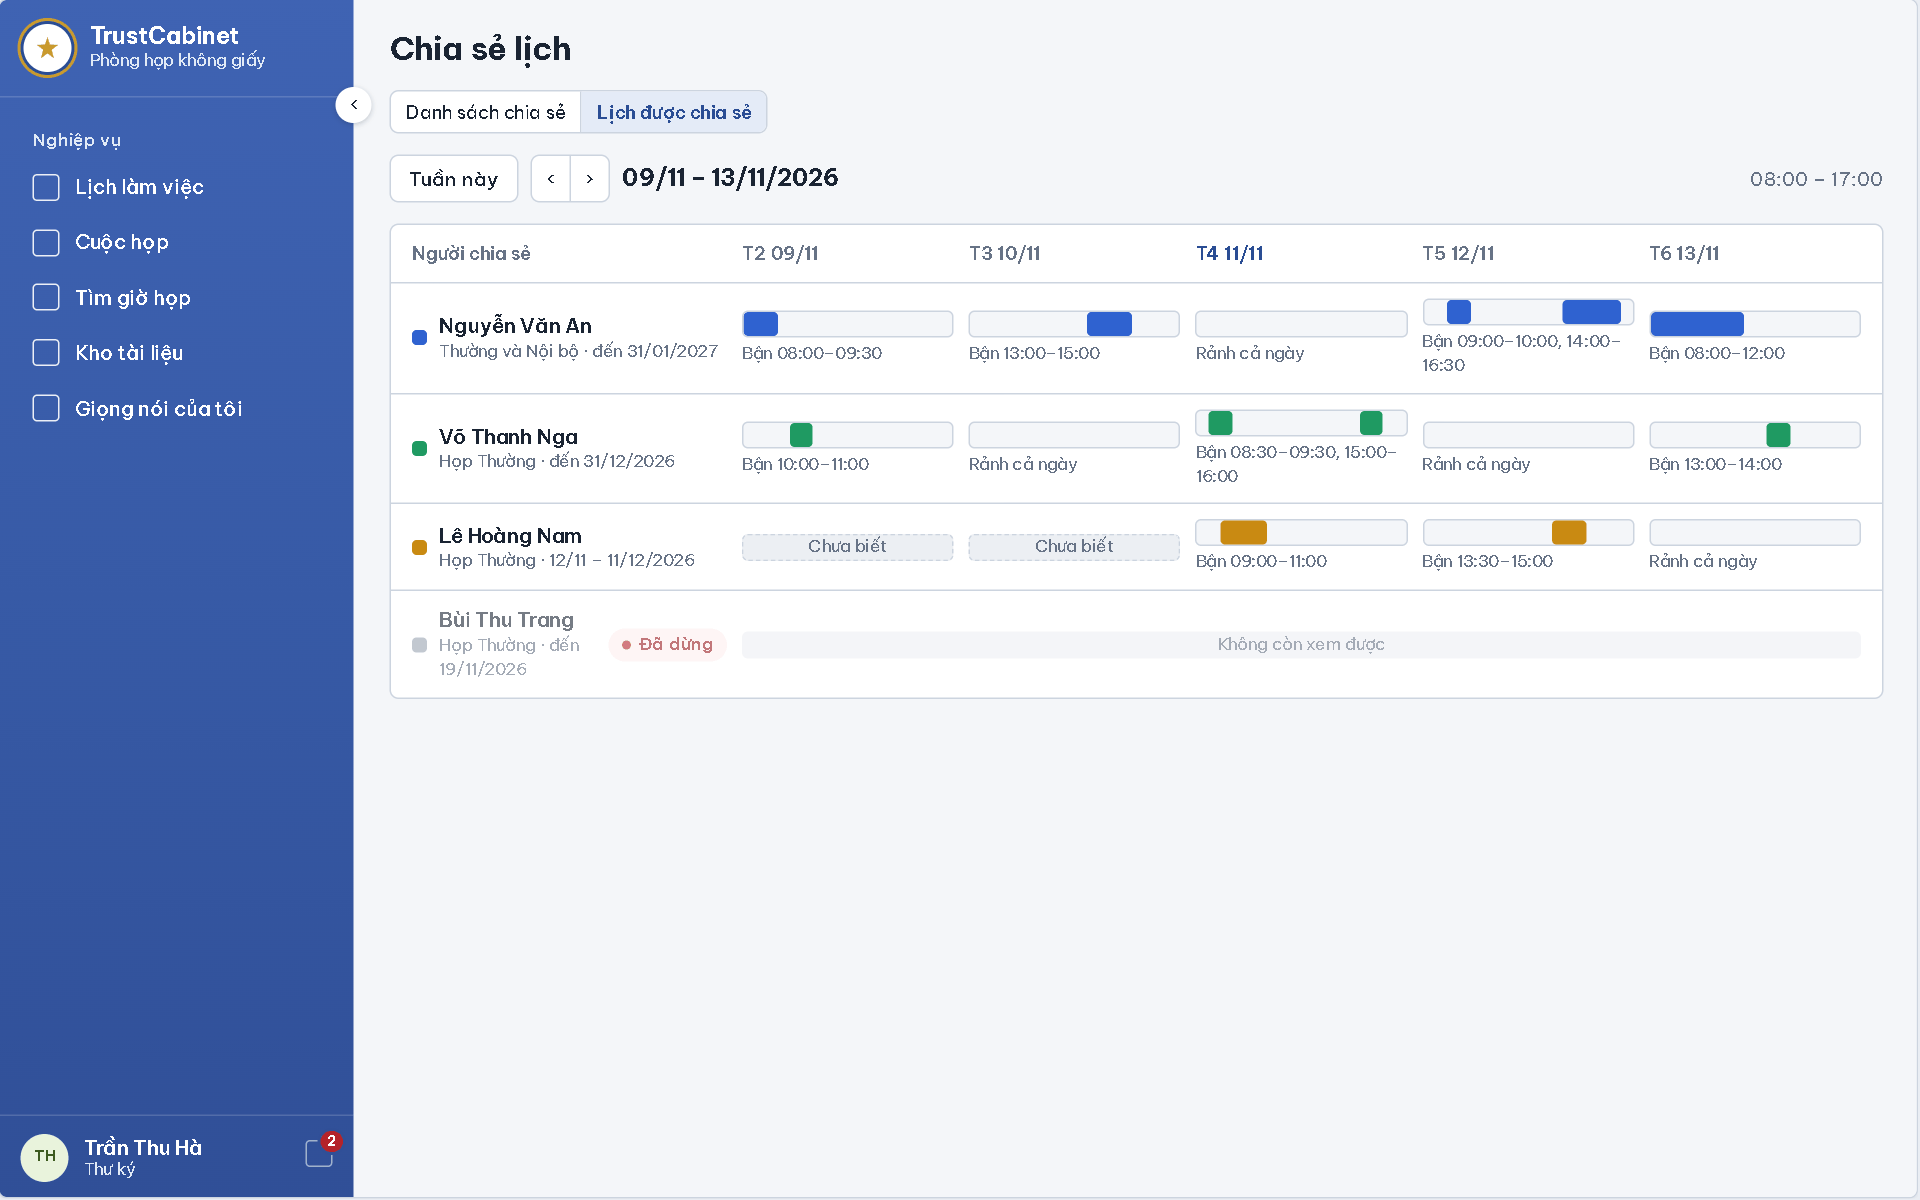 TrustCabinet
Phòng họp không giấy
Nghiệp vụ
Lịch làm việc
Cuộc họp
Tìm giờ họp
Kho tài liệu
Giọng nói của tôi
TH
Trần Thu Hà
Thư ký
2
Chia sẻ lịch
Danh sách chia sẻ
Lịch được chia sẻ
Tuần này
‹
›
09/11 – 13/11/2026
08:00 – 17:00
Người chia sẻ
T2 09/11
T3 10/11
T4 11/11
T5 12/11
T6 13/11
Nguyễn Văn An
Thường và Nội bộ · đến 31/01/2027
Bận 08:00–09:30
Bận 13:00–15:00
Rảnh cả ngày
Bận 09:00–10:00, 14:00–
16:30
Bận 08:00–12:00
Võ Thanh Nga
Họp Thường · đến 31/12/2026
Bận 10:00–11:00
Rảnh cả ngày
Bận 08:30–09:30, 15:00–
16:00
Rảnh cả ngày
Bận 13:00–14:00
Lê Hoàng Nam
Họp Thường · 12/11 – 11/12/2026
Chưa biết
Chưa biết
Bận 09:00–11:00
Bận 13:30–15:00
Rảnh cả ngày
Bùi Thu Trang
Họp Thường · đến
19/11/2026
Đã dừng
Không còn xem được